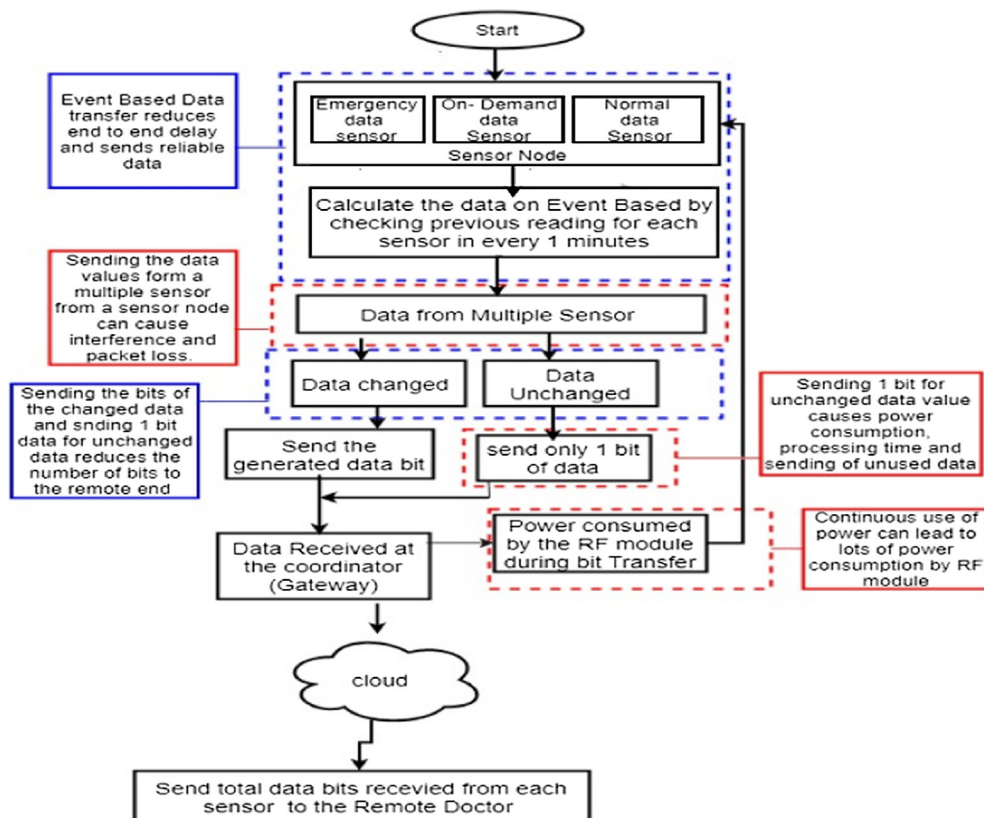 Start
Event Based Data
transfer reduces
end to end delay
and sends reliable
data
Emergency
data
sensor
On- Demand
data
Sensor
Normal
data
Sensor
Sensor Node
Calculate the data on Event Based by
checking previous reading for each
sensor in every 1 minutes
Sending the data
values form a
multiple sensor
from a sensor node
can cause
interference and
packet loss.
Data from Multiple Sensor
Data changed
Data
Unchanged
Sending the bits of
the changed data
and snding 1 bit
data for unchanged
data reduces the
number of bits to
the remote end
Send the
generated data bit
send only 1 bit
of data
Sending 1 bit for
unchanged data value
causes power
consumption,
processing time and
sending of unused data
Data Received at
the coordinator
(Gateway)
Power consumed
by the RF module
during bit Transfer
Continuous use of
power can lead to
lots of power
consumption by RF
module
cloud
Send total data bits recevied from each
sensor to the Remote Doctor